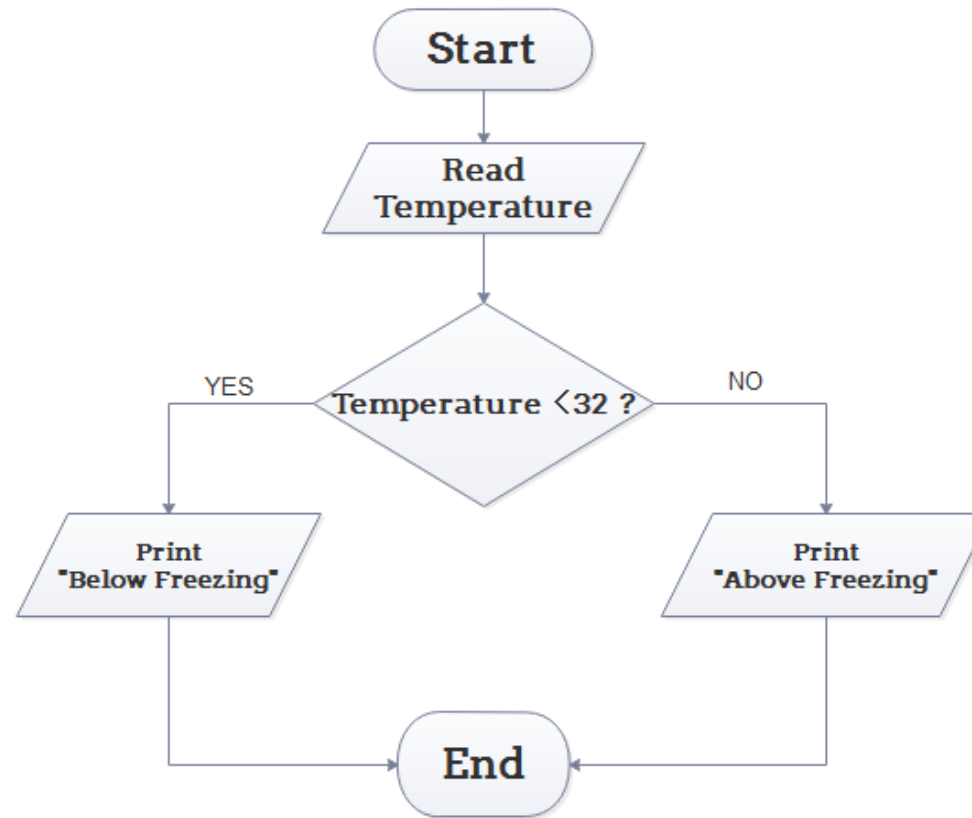 Start
Read
Temperature
YES
NO
Temperature <32 ?
Print
"Below Freezing"
Print
"Above Freezing"
End